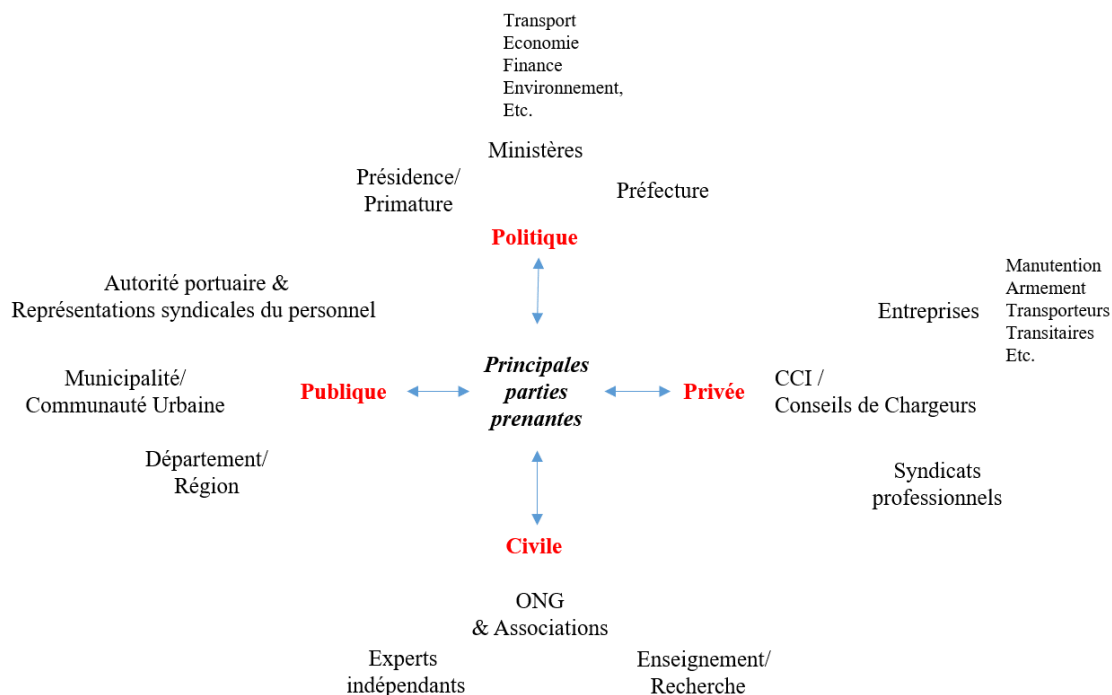 Transport
Economie
Finance
Environnement,
Etc.
Ministères
Présidence/
Primature
Préfecture
Politique
Autorité portuaire &
Représentations syndicales du personnel
Entreprises
Manutention
Armement
Transporteurs
Transitaires
Etc.
Municipalité/
Communauté Urbaine
Publique
Principales
parties
prenantes
Privée
CCI /
Conseils de Chargeurs
Département/
Région
Syndicats
professionnels
Civile
ONG
& Associations
Experts
indépendants
Enseignement/
Recherche